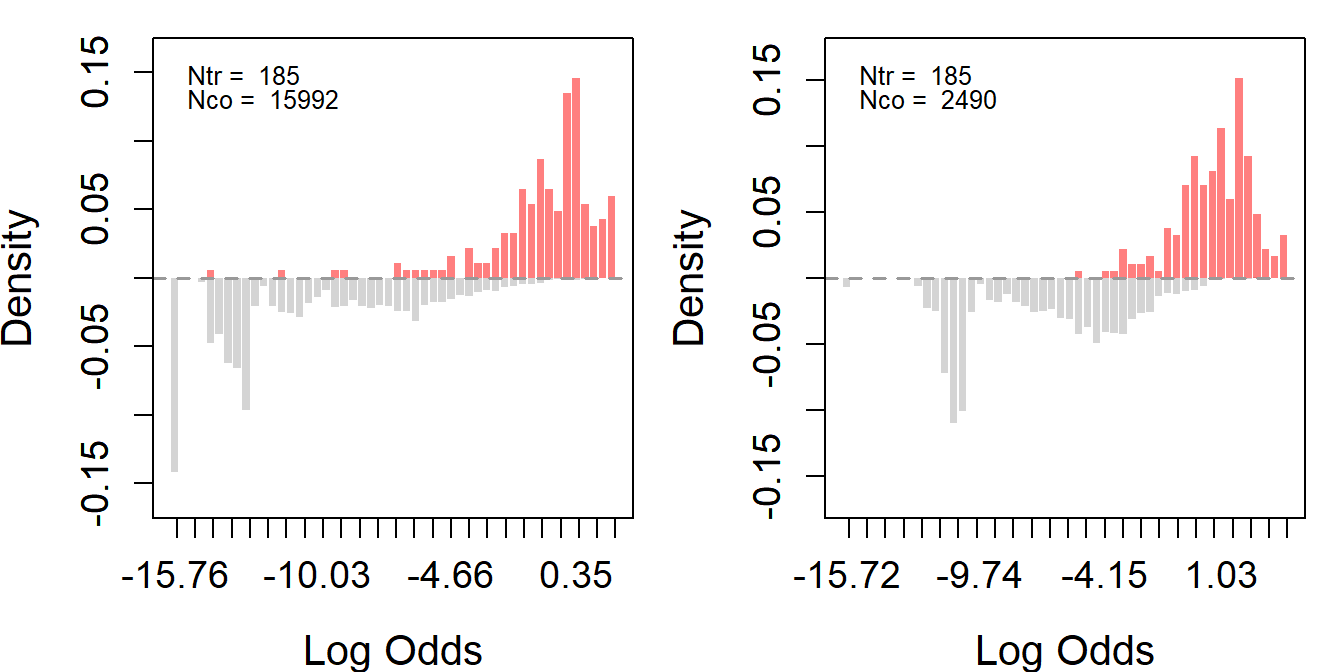 Ntr = 185
Nco = 15992
Density
0.15
0.05
-0.05
-0.15
-15.76 -10.03 -4.66 0.35
Log Odds
Ntr = 185
Nco = 2490
Density
0.15
0.05
-0.05
-0.15
-15.72 -9.74 -4.15 1.03
Log Odds